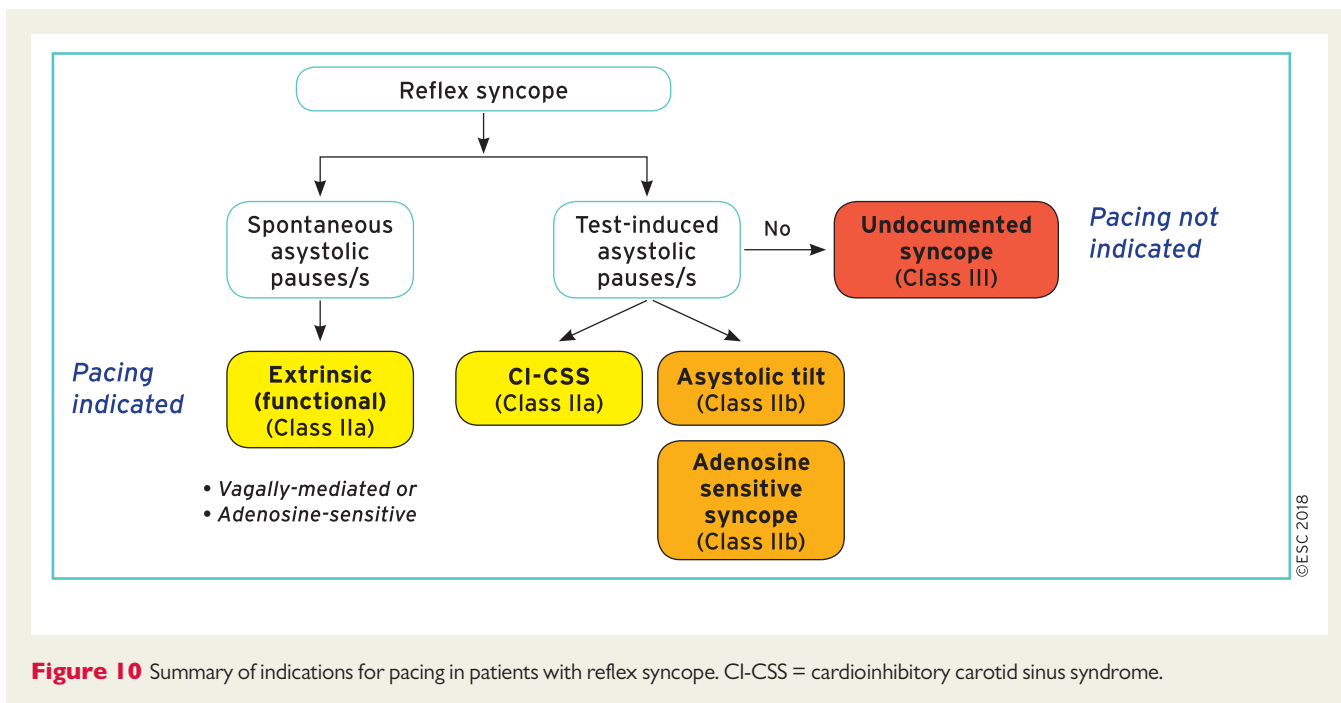 Reflex syncope
Spontaneous
asystolic
pauses/s
Test-induced
asystolic
pauses/s
No
Undocumented
syncope
(Class III)
Pacing not
indicated
Pacing
indicated
Extrinsic
(functional)
(Class IIa)
CI-CSS
(Class IIa)
Asystolic tilt
(Class IIb)
Adenosine
sensitive
syncope
(Class IIb)
• Vagally-mediated or
• Adenosine-sensitive
©ESC 2018
Figure 10 Summary of indications for pacing in patients with reflex syncope. CI-CSS = cardioinhibitory carotid sinus syndrome.